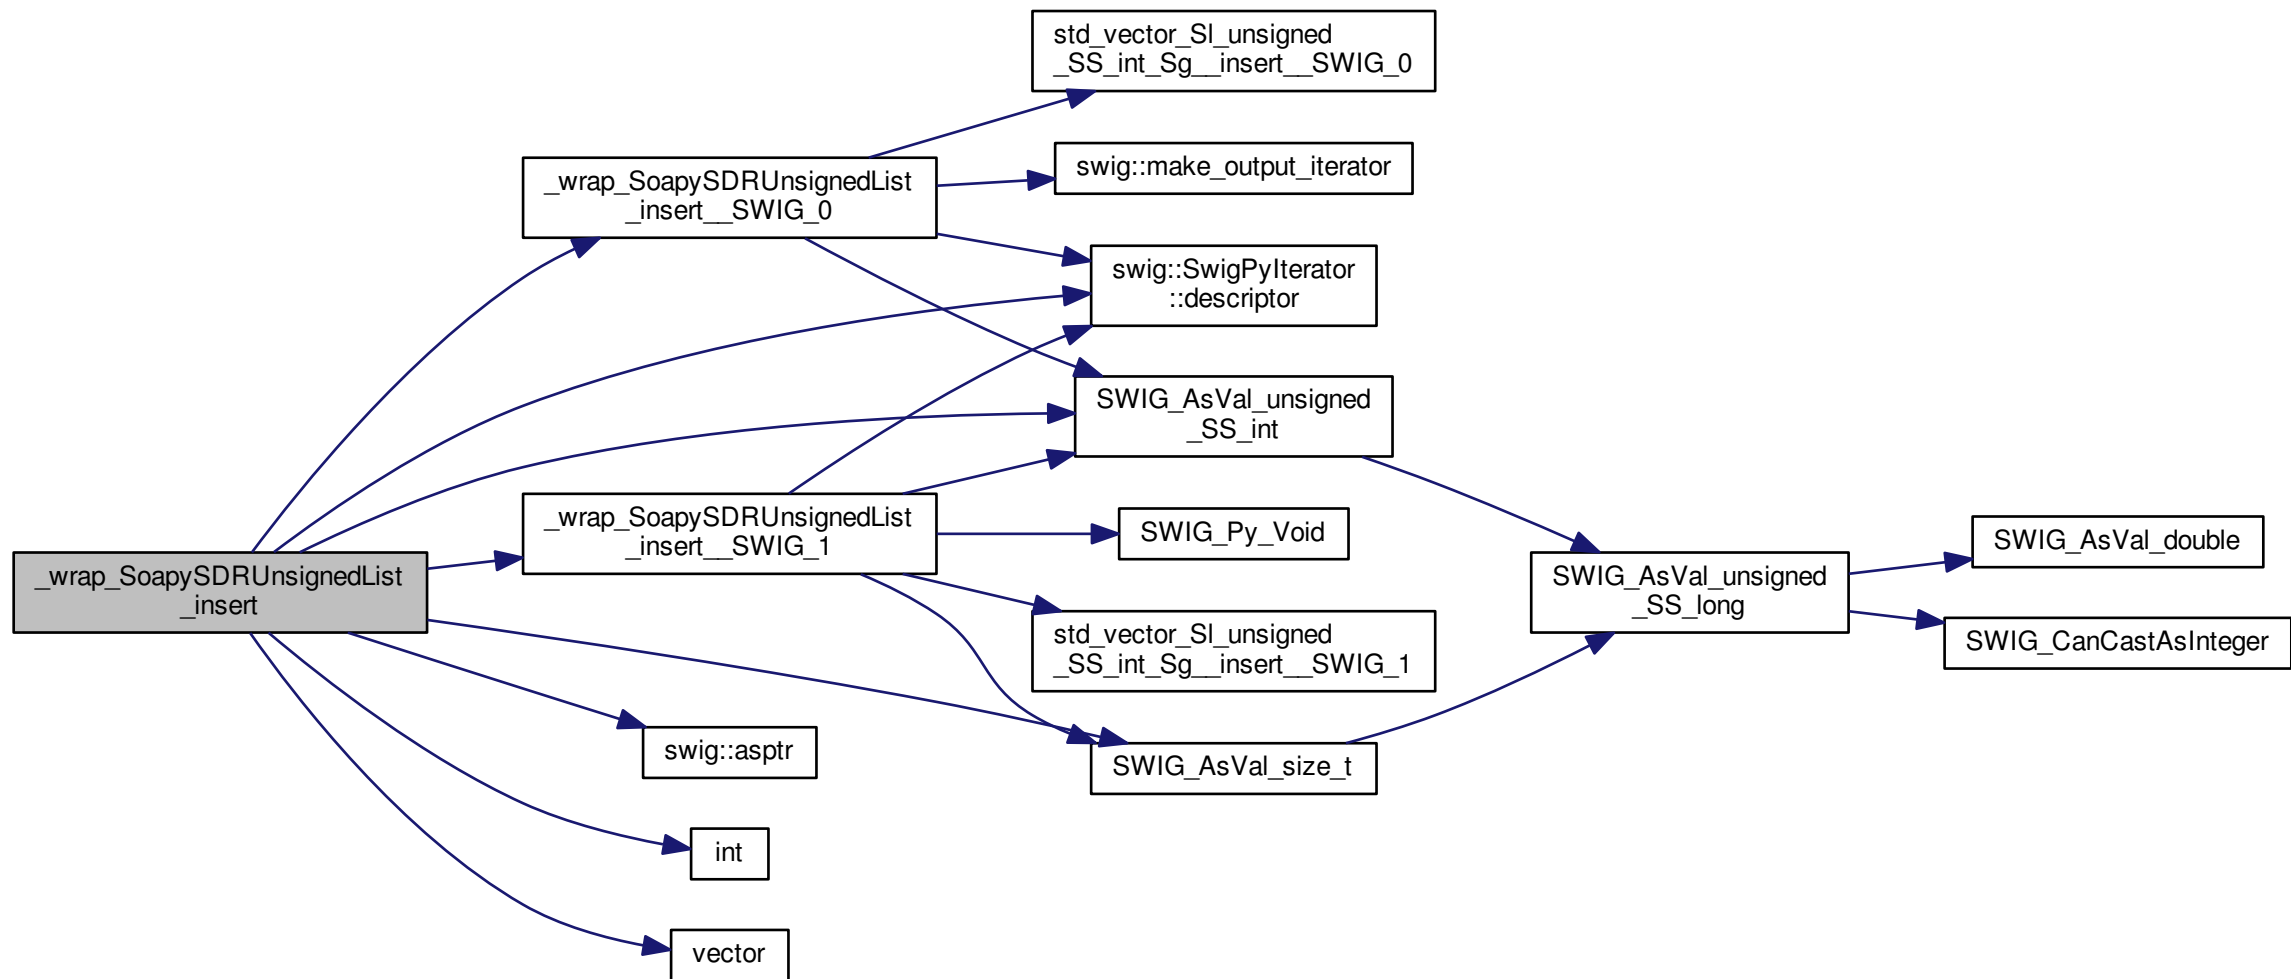 std_vector_Sl_unsigned
_SS_int_Sg__insert__SWIG_0
swig::make_output_iterator
_wrap_SoapySDRUnsignedList
_insert__SWIG_0
swig::SwigPyIterator
::descriptor
SWIG_AsVal_unsigned
_SS_int
_wrap_SoapySDRUnsignedList
_insert__SWIG_1
SWIG_Py_Void
SWIG_AsVal_double
_wrap_SoapySDRUnsignedList
_insert
SWIG_AsVal_unsigned
_SS_long
std_vector_Sl_unsigned
_SS_int_Sg__insert__SWIG_1
SWIG_CanCastAsInteger
swig::asptr
SWIG_AsVal_size_t
int
vector